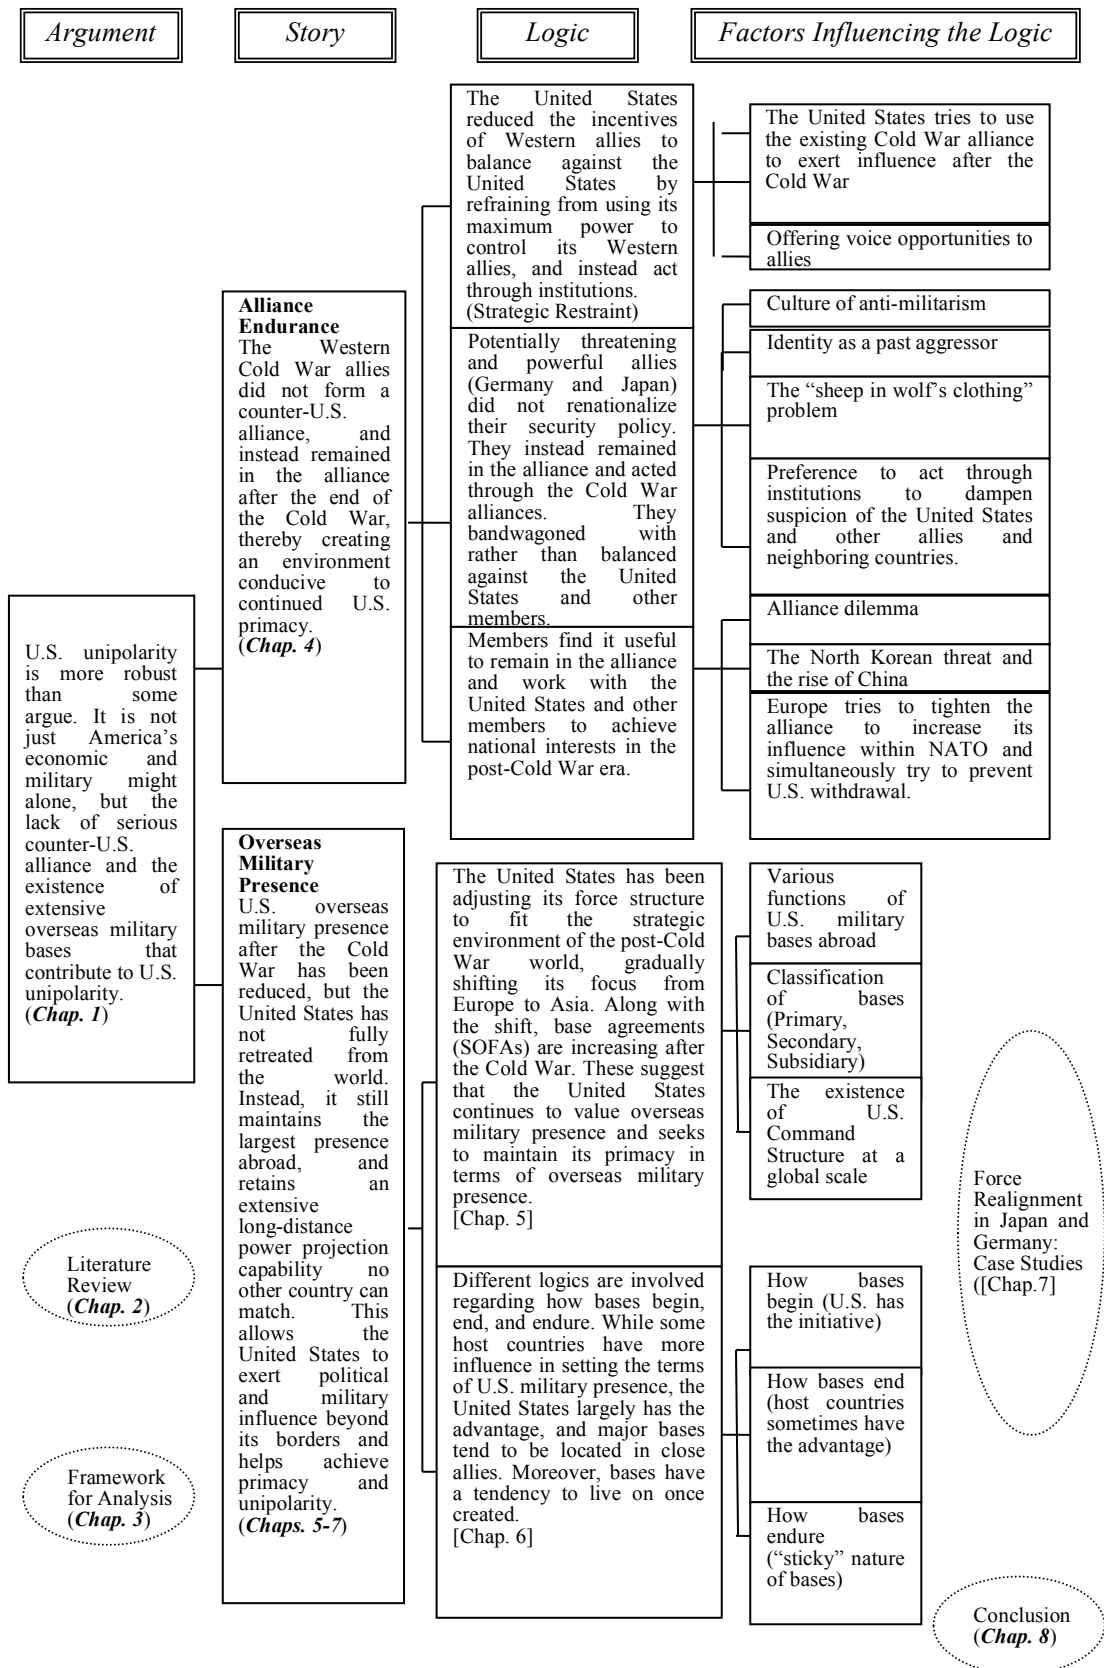 Argument
Story
Logic
Factors Influencing the Logic
U.S. unipolarity
is more robust
than some
argue. It is not
just America's
economic and
military might
alone, but the
lack of serious
counter-U.S.
alliance and the
existence of
extensive
overseas military
bases that
contribute to U.S.
unipolarity.
(Chap. 1)
Literature
Review
(Chap. 2)
Framework
for Analysis
(Chap. 3)
Alliance
Endurance
The Western
Cold War allies
did not form a
counter-U.S.
alliance, and
instead remained
in the alliance
after the end of
the Cold War,
thereby creating
an environment
conducive to
continued U.S.
primacy.
(Chap. 4)
Overseas
Military
Presence
U.S. overseas
military presence
after the Cold
War has been
reduced, but the
United States has
not fully
retreated from
the world.
Instead, it still
maintains the
largest presence
abroad, and
retains an
extensive
long-distance
power projection
capability no
other country can
match. This
allows the
United States to
exert political
and military
influence beyond
its borders and
helps achieve
primacy and
unipolarity.
(Chaps. 5-7)
The United States
reduced the incentives
of Western allies to
balance against the
United States by
refraining from using its
maximum power to
control its Western
allies, and instead act
through institutions.
(Strategic Restraint)
Potentially threatening
and powerful allies
(Germany and Japan)
did not renationalize
their security policy.
They instead remained
in the alliance and acted
through the Cold War
alliances. They
bandwagoned with
rather than balanced
against the United
States and other
members.
Members find it useful
to remain in the alliance
and work with the
United States and other
members to achieve
national interests in the
post-Cold War era.
The United States has been
adjusting its force structure
to fit the strategic
environment of the post-Cold
War world, gradually
shifting its focus from
Europe to Asia. Along with
the shift, base agreements
(SOFAs) are increasing after
the Cold War. These suggest
that the United States
continues to value overseas
military presence and seeks
to maintain its primacy in
terms of overseas military
presence.
[Chap. 5]
Different logics are involved
regarding how bases begin,
end, and endure. While some
host countries have more
influence in setting the terms
of U.S. military presence, the
United States largely has the
advantage, and major bases
tend to be located in close
allies. Moreover, bases have
a tendency to live on once
created.
[Chap. 6]
The United States tries to use
the existing Cold War alliance
to exert influence after the
Cold War
Offering voice opportunities to
allies
Culture of anti-militarism
Identity as a past aggressor
The “sheep in wolf's clothing”
problem
Preference to act through
institutions to dampen
suspicion of the United States
and other allies and
neighboring countries.
Alliance dilemma
The North Korean threat and
the rise of China
Europe tries to tighten the
alliance to increase its
influence within NATO and
simultaneously try to prevent
U.S. withdrawal.
Various
functions of
U.S. military
bases abroad
Classification
of bases
(Primary,
Secondary,
Subsidiary)
The existence
of U.S.
Command
Structure at a
global scale
How bases
begin (U.S. has
the initiative)
How bases end
(host countries
sometimes have
the advantage)
How bases
endure
(“sticky” nature
of bases)
Force
Realignment
in Japan and
Germany:
Case Studies
([Chap.7]
Conclusion
(Chap. 8)